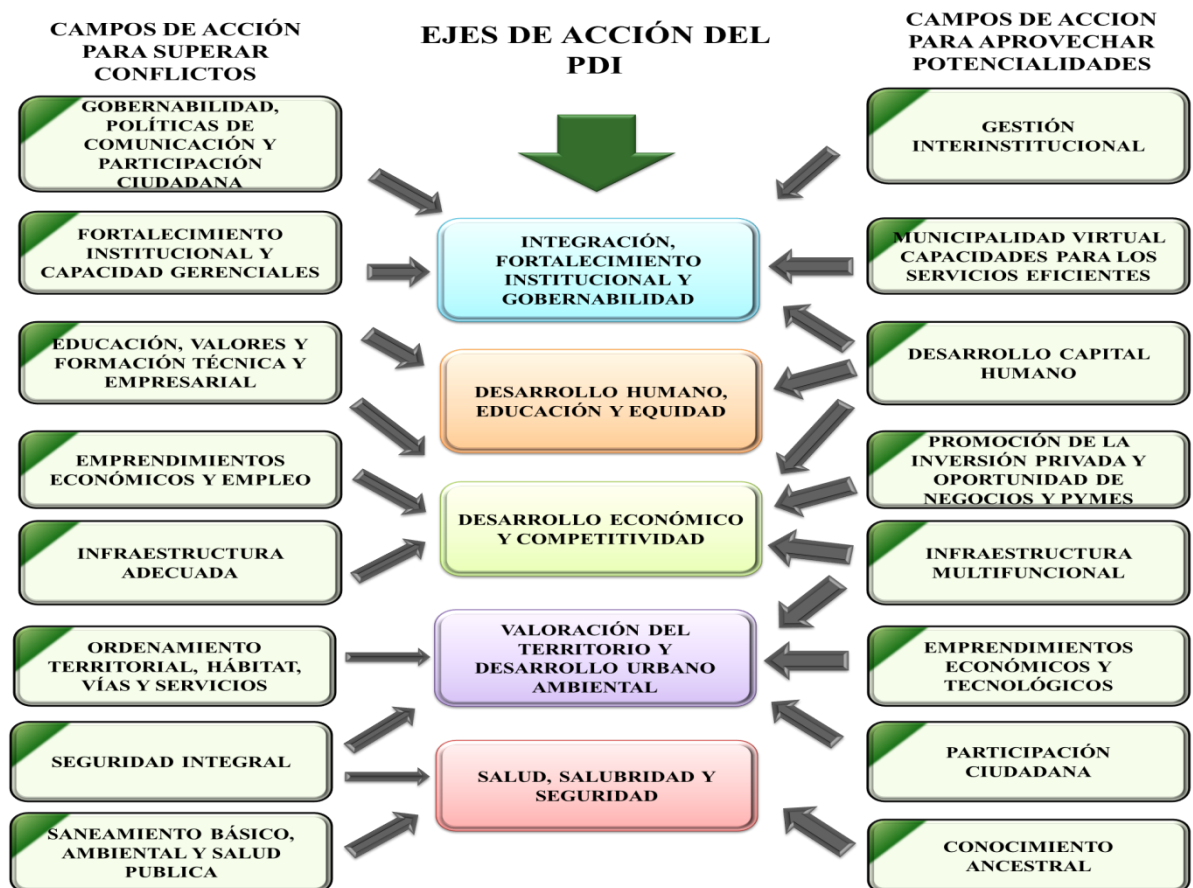 CAMPOS DE ACCIÓN
PARA SUPERAR
CONFLICTOS
GOBERNABILIDAD,
POLÍTICAS DE
COMUNICACIÓN Y
PARTICIPACIÓN
CIUDADANA
FORTALECIMIENTO
INSTITUCIONAL Y
CAPACIDAD GERENCIALES
EDUCACIÓN, VALORES Y
FORMACIÓN TÉCNICA Y
EMPRESARIAL
EMPRENDIMIENTOS
ECONÓMICOS Y EMPLEO
INFRAESTRUCTURA
ADECUADA
ORDENAMIENTO
TERRITORIAL, HÁBITAT,
VÍAS Y SERVICIOS
SEGURIDAD INTEGRAL
SANEAMIENTO BÁSICO,
AMBIENTAL Y SALUD
PUBLICA
EJES DE ACCIÓN DEL
PDI
INTEGRACIÓN,
FORTALECIMIENTO
INSTITUCIONAL Y
GOBERNABILIDAD
DESARROLLO HUMANO,
EDUCACIÓN Y EQUIDAD
DESARROLLO ECONÓMICO
Y COMPETITIVIDAD
VALORACIÓN DEL
TERRITORIO Y
DESARROLLO URBANO
AMBIENTAL
SALUD, SALUBRIDAD Y
SEGURIDAD
CAMPOS DE ACCION
PARA APROVECHAR
POTENCIALIDADES
GESTIÓN
INTERINSTITUCIONAL
MUNICIPALIDAD VIRTUAL
CAPACIDADES PARA LOS
SERVICIOS EFICIENTES
DESARROLLO CAPITAL
HUMANO
PROMOCIÓN DE LA
INVERSIÓN PRIVADA Y
OPORTUNIDAD DE
NEGOCIOS Y PYMES
INFRAESTRUCTURA
MULTIFUNCIONAL
EMPRENDIMIENTOS
ECONÓMICOS Y
TECNOLÓGICOS
PARTICIPACIÓN
CIUDADANA
CONOCIMIENTO
ANCESTRAL